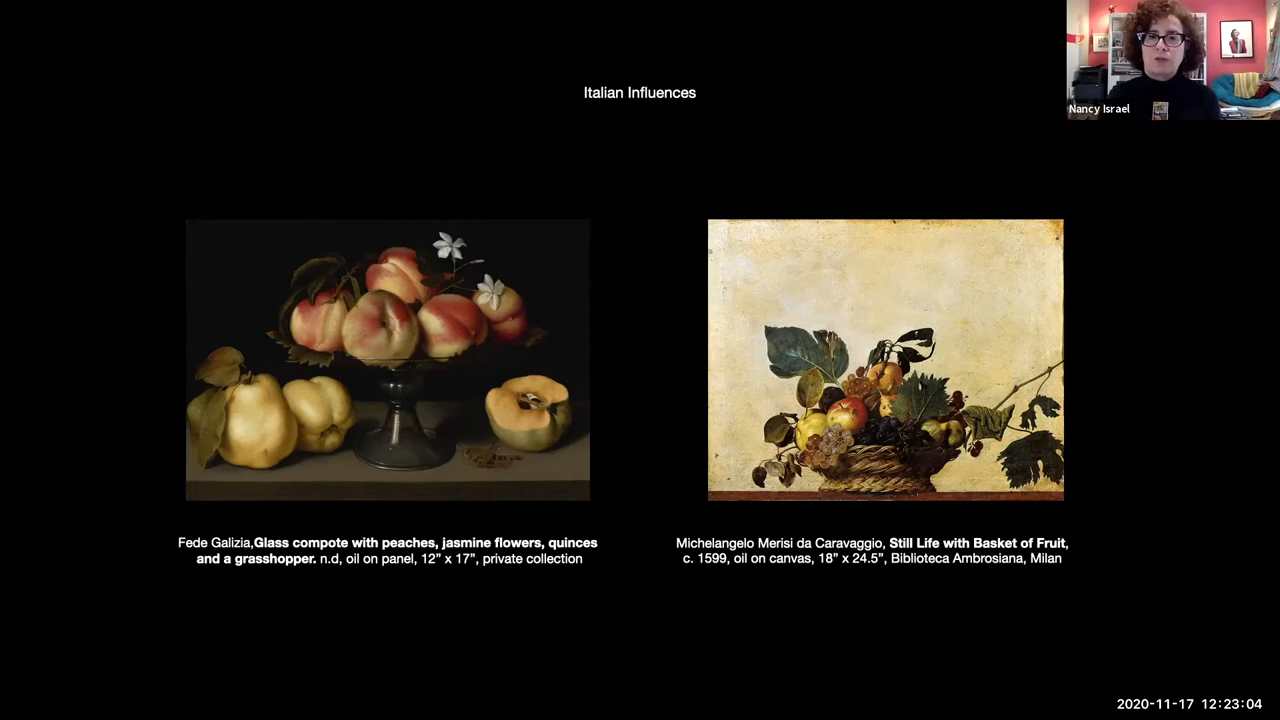 Italian Influences
Nancy Israel
Fede Galizia,Glass compote with peaches, jasmine flowers, quinces
and a grasshopper. n.d, oil on panel, 12” x 17”, private collection
Michelangelo Merisi da Caravaggio, Still Life with Basket of Fruit,
c. 1599, oil on canvas, 18” x 24.5”, Biblioteca Ambrosiana, Milan
2020-11-17 12:23:04